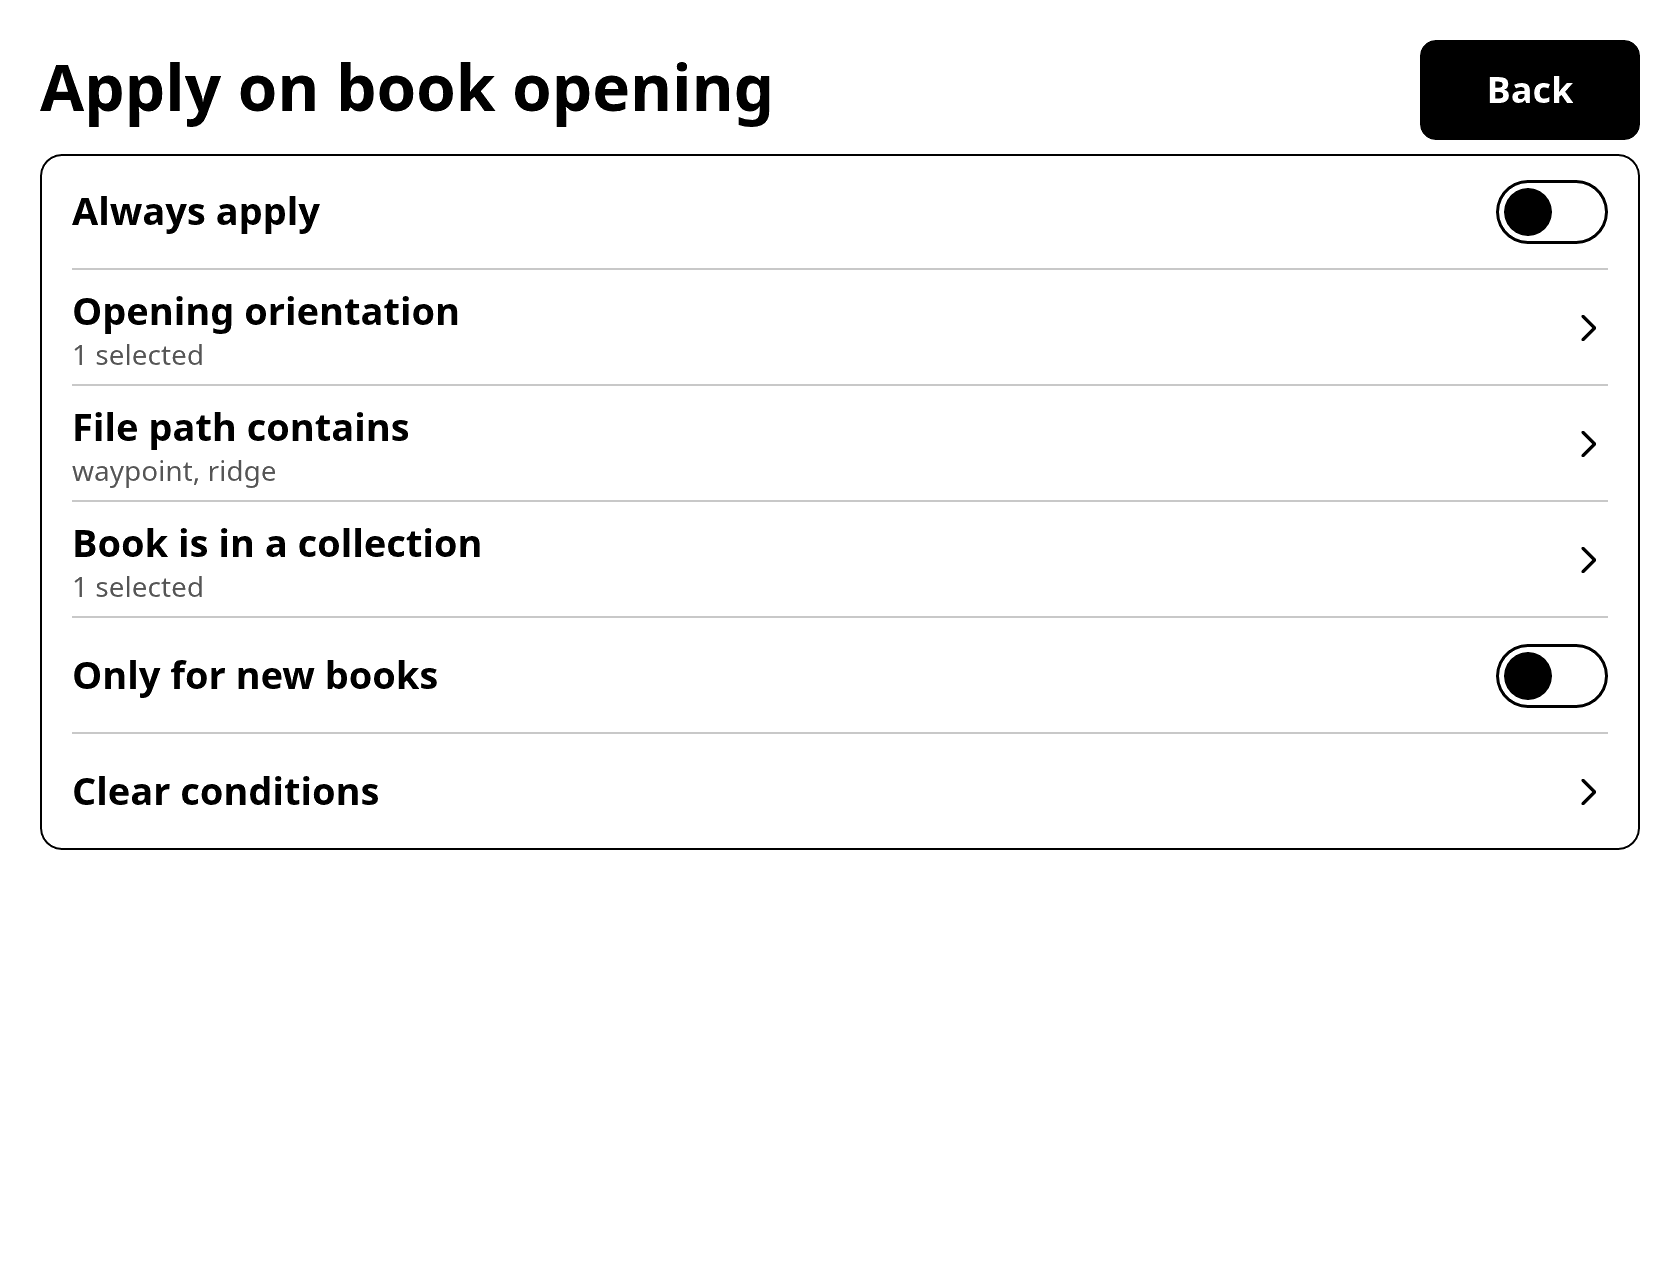 Apply on book opening
Back
Always apply
Opening orientation
1 selected
File path contains
waypoint, ridge
Book is in a collection
1 selected
Only for new books
Clear conditions